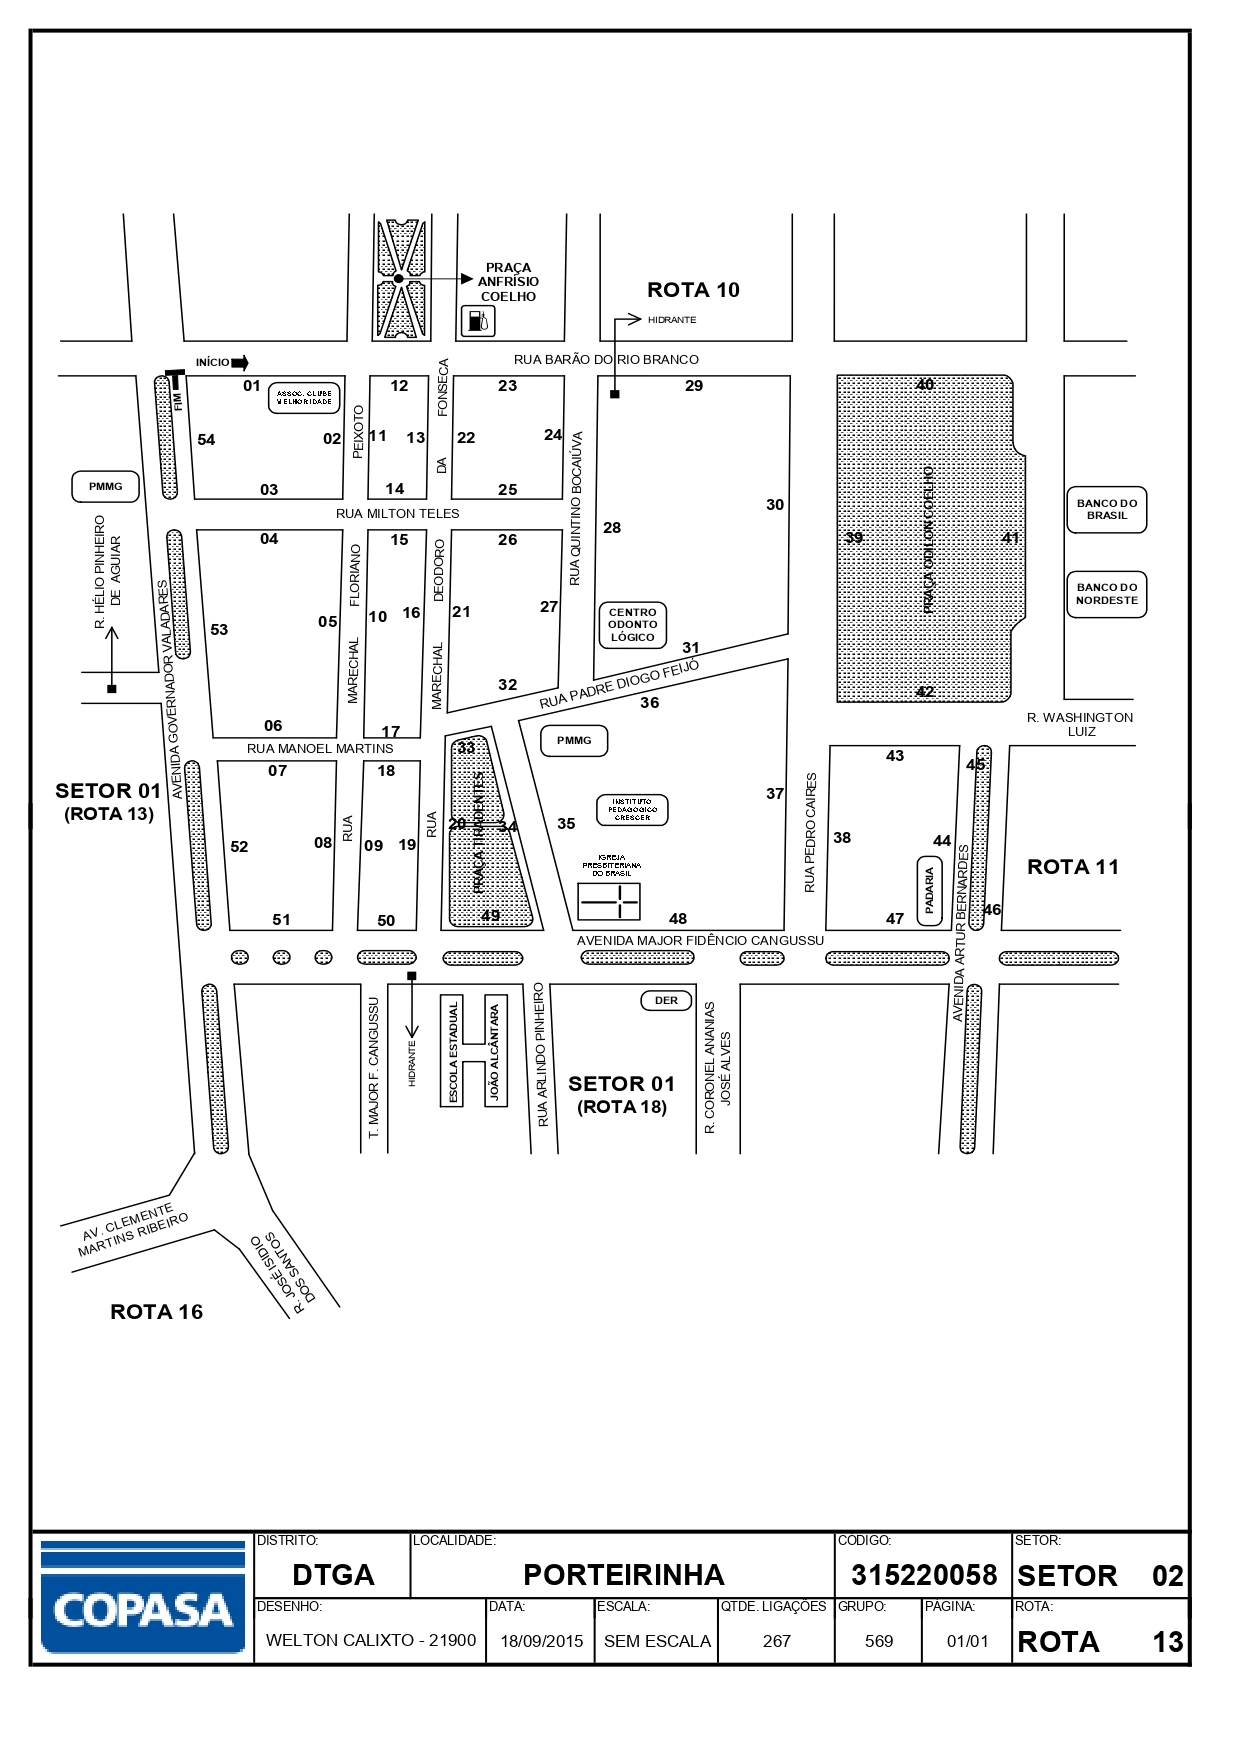 PRAÇA
ANFRÍSIO
COELHO
ROTA 10
HIDRANTE
INÍCIO
RUA BARÃO DO RIO BRANCO
FIM
01
ASSOC. CLUBE
MELHORIDADE
12
23
29
40
54
02
11
13
22
24
PEIXOTO
DA FONSECA
RUA QUINTINO BOCAIÚVA
30
03
14
25
PMMG
RUA MILTON TELES
28
39
PRAÇA ODILON COELHO
41
BANCO DO
BRASIL
04
15
26
R. HÉLIO PINHEIRO
DE AGUIAR
FLORIANO
DEODORO
BANCO DO
NORDESTE
53
05
10
16
21
27
CENTRO
ODONTO
LÓGICO
AVENIDA GOVERNADOR VALADARES
MARECHAL
MARECHAL
31
32
RUA PADRE DIOGO FEIJÓ
36
42
R. WASHINGTON
LUIZ
06
17
RUA MANOEL MARTINS
33
PMMG
43
45
07
18
SETOR 01
(ROTA 13)
PRAÇA TIRADENTES
37
RUA PEDRO CAIRES
INSTITUTO
PEDAGOGICO
CRESCER
52
08
RUA
09
19
RUA
20
34
35
38
44
IGREJA
PRESBITERIANA
DO BRASIL
ROTA 11
PADARIA
AVENIDA ARTUR BERNARDES
46
51
50
49
48
47
AVENIDA MAJOR FIDÊNCIO CANGUSSU
T. MAJOR F. CANGUSSU
HIDRANTE
ESCOLA ESTADUAL
JOÃO ALCÂNTARA
RUA ARLINDO PINHEIRO
DER
R. CORONEL ANANIAS
JOSÉ ALVES
SETOR 01
(ROTA 18)
AV. CLEMENTE
MARTINS RIBEIRO
R. JOSÉ ISIDIO
DOS SANTOS
ROTA 16
COPASA
DISTRITO:
DTGA
LOCALIDADE:
PORTEIRINHA
CODIGO:
315220058
SETOR:
SETOR 02
DESENHO:
WELTON CALIXTO - 21900
DATA:
18/09/2015
ESCALA:
SEM ESCALA
QTDE. LIGAÇÕES
267
GRUPO:
569
PAGINA:
01/01
ROTA:
ROTA 13